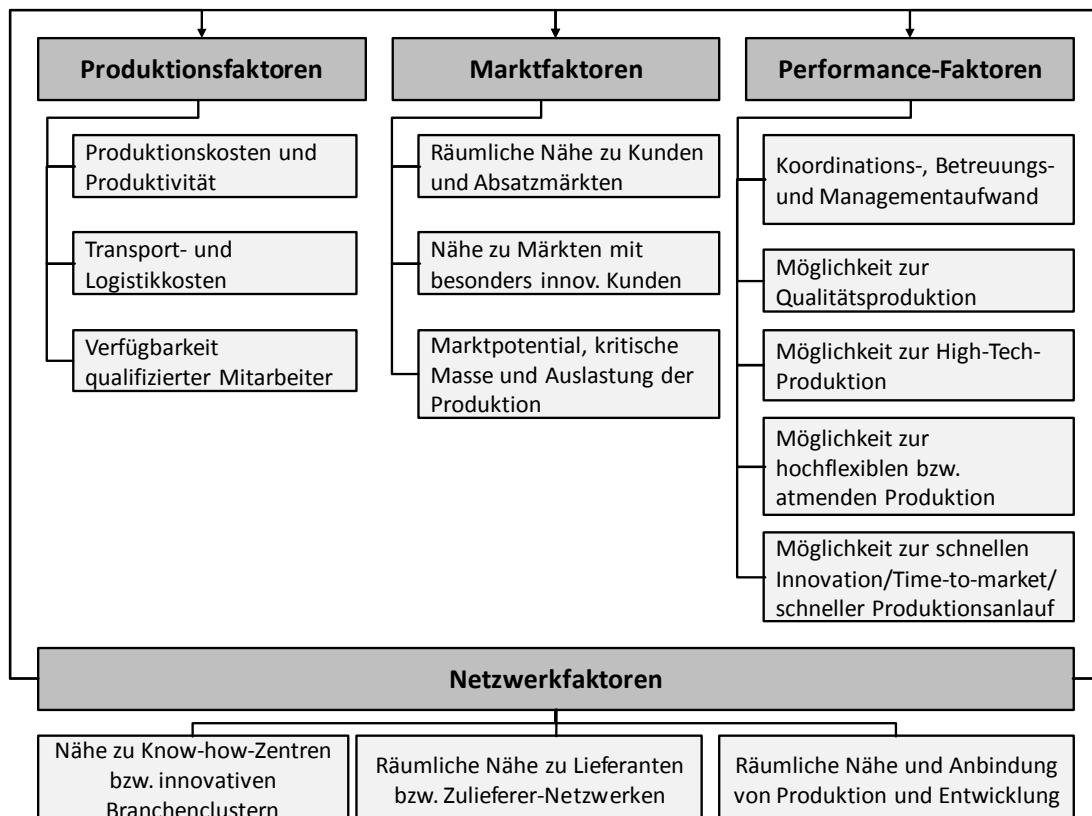 Produktionsfaktoren
Produktionskosten und
Produktivität
Transport- und
Logistikkosten
Verfügbarkeit
qualifizierter Mitarbeiter
Marktfaktoren
Räumliche Nähe zu Kunden
und Absatzmärkten
Nähe zu Märkten mit
besonders innov. Kunden
Marktpotential, kritische
Masse und Auslastung der
Produktion
Performance-Faktoren
Koordinations-, Betreuungs-
und Managementaufwand
Möglichkeit zur
Qualitätsproduktion
Möglichkeit zur High-Tech-
Produktion
Möglichkeit zur
hochflexiblen bzw.
atmenden Produktion
Möglichkeit zur schnellen
Innovation/Time-to-market/
schneller Produktionsanlauf
Netzwerkfaktoren
Nähe zu Know-how-Zentren
bzw. innovativen
Branchenclustern
Räumliche Nähe zu Lieferanten
bzw. Zulieferer-Netzwerken
Räumliche Nähe und Anbindung
von Produktion und Entwicklung